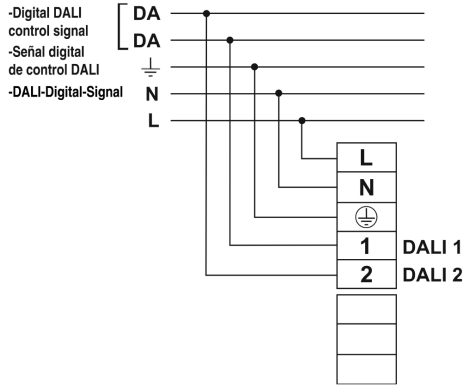 -Digital DALI
control signal
-Señal digital
de control DALI
-DALI-Digital-Signal
DA
DA
N
L
L
N
1 DALI 1
2 DALI 2